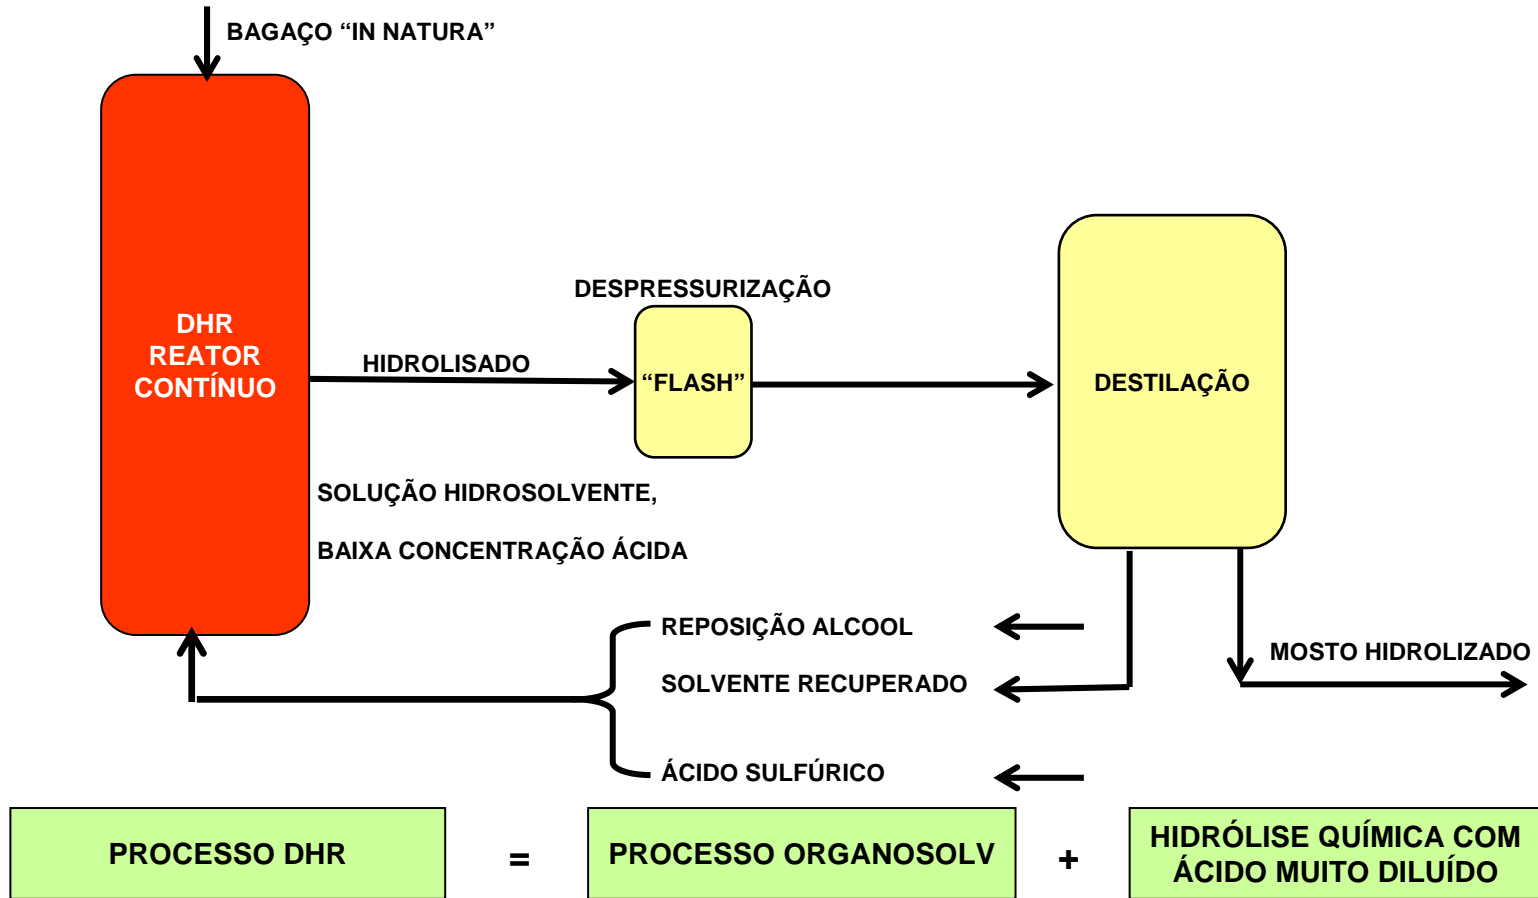 BAGAÇO “IN NATURA”
DHR
REATOR
CONTÍNUO
HIDROLISADO
DESPRESSURIZAÇÃO
“FLASH”
DESTILAÇÃO
SOLUÇÃO HIDROSOLVENTE,
BAIXA CONCENTRAÇÃO ÁCIDA
REPOSIÇÃO ALCOOL
SOLVENTE RECUPERADO
ÁCIDO SULFÚRICO
MOSTO HIDROLIZADO
PROCESSO DHR
=
PROCESSO ORGANOSOLV
+
HIDRÓLISE QUÍMICA COM
ÁCIDO MUITO DILUÍDO